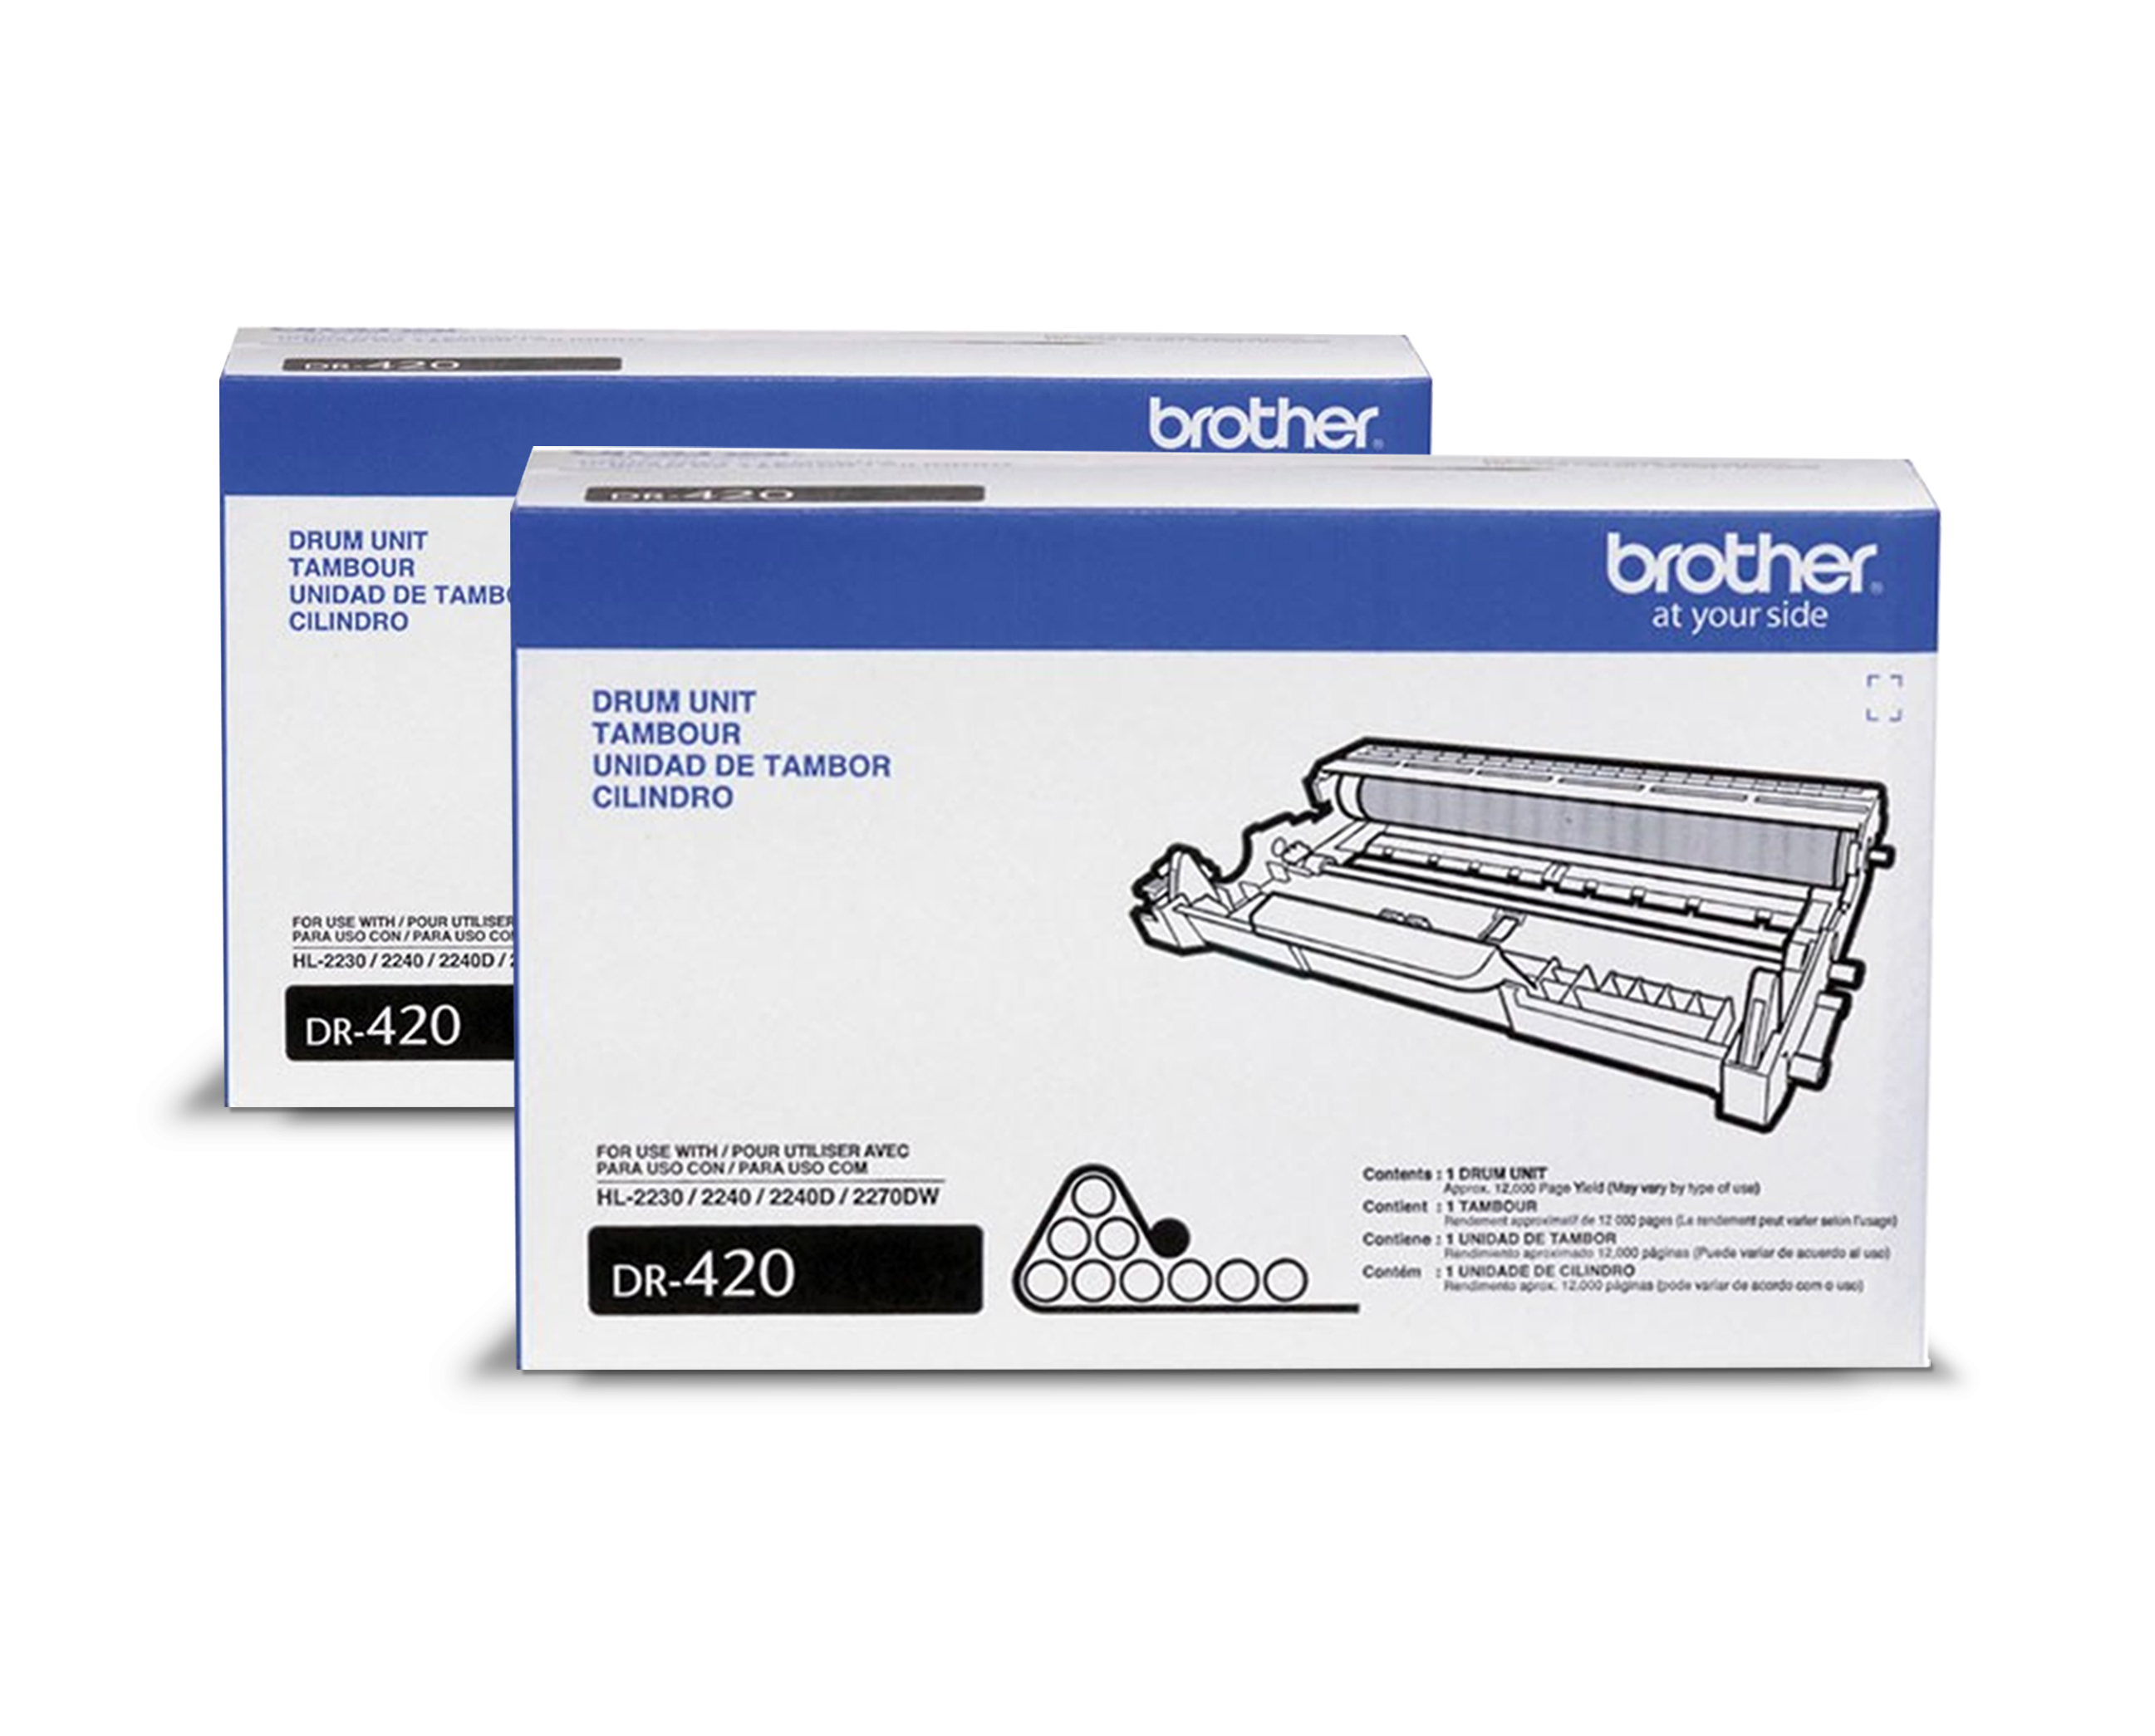 DR-420
brother
DRUM UNIT
TAMBOUR
UNIDAD DE TAMBO
CILINDRO
FOR USE WITH / POUR UTILISER
PARA USO CON / PARA USO CO
HL-2230 / 2240 / 2240D /
DR-420
DR-420
brother
at your side
DRUM UNIT
TAMBOUR
UNIDAD DE TAMBOR
CILINDRO
FOR USE WITH / POUR UTILISER AVEC
PARA USO CON / PARA USO COM
HL-2230 / 2240 / 2240D / 2270DW
DR-420
Contents : 1 DRUM UNIT
Approx. 12,000 Page Yield (May vary by type of use)
Contient : 1 TAMBOUR
Rendement approximatif de 12 000 pages (Le rendement peut varier selon l'usage)
Contiene : 1 UNIDAD DE TAMBOR
Rendimiento aproximado 12,000 páginas (Puede variar de acuerdo al uso)
Contém : 1 UNIDADE DE CILINDRO
Rendimento aprox. 12.000 páginas (pode variar de acordo com o uso)